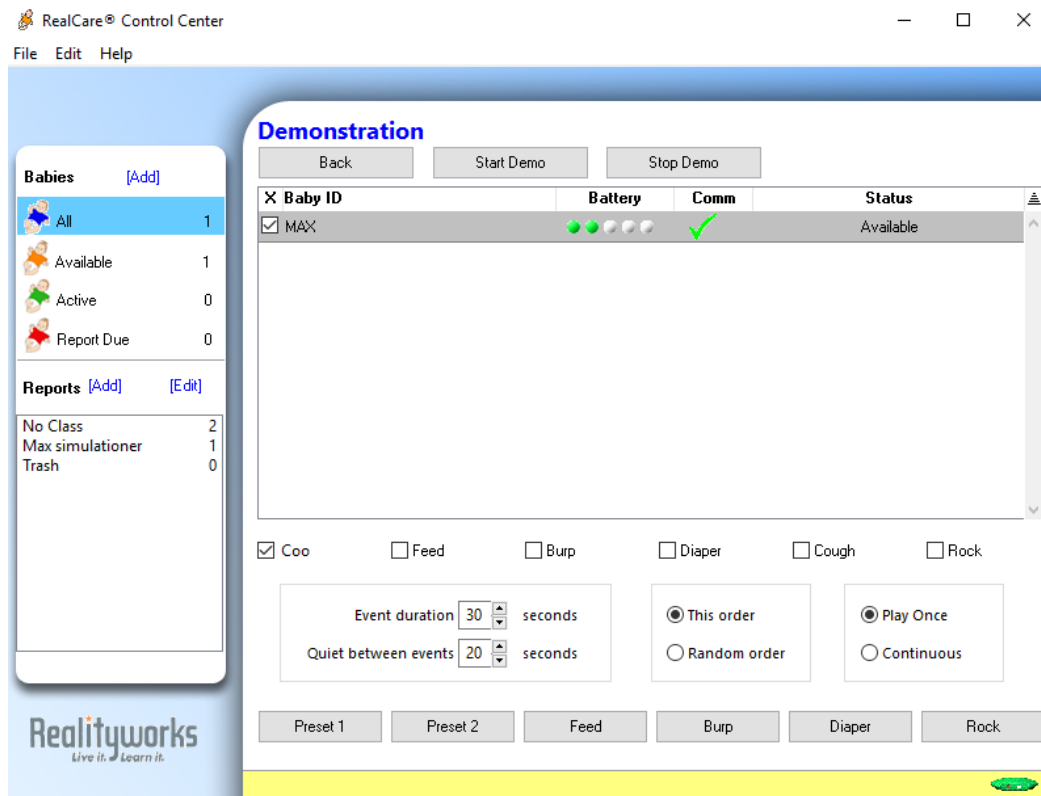 RealCare® Control Center
File Edit Help
Demonstration
Back Start Demo Stop Demo
Babies [Add]
All 1
Available 1
Active 0
Report Due 0
Reports [Add] [Edit]
No Class 2
Max simulationer 1
Trash 0
X Baby ID Battery Comm Status
MAX Available
Coo Feed Burp Diaper Cough Rock
Event duration 30 seconds
Quiet between events 20 seconds
This order
Random order
Play Once
Continuous
Preset 1 Preset 2 Feed Burp Diaper Rock
Realityworks
Live it. Learn it.